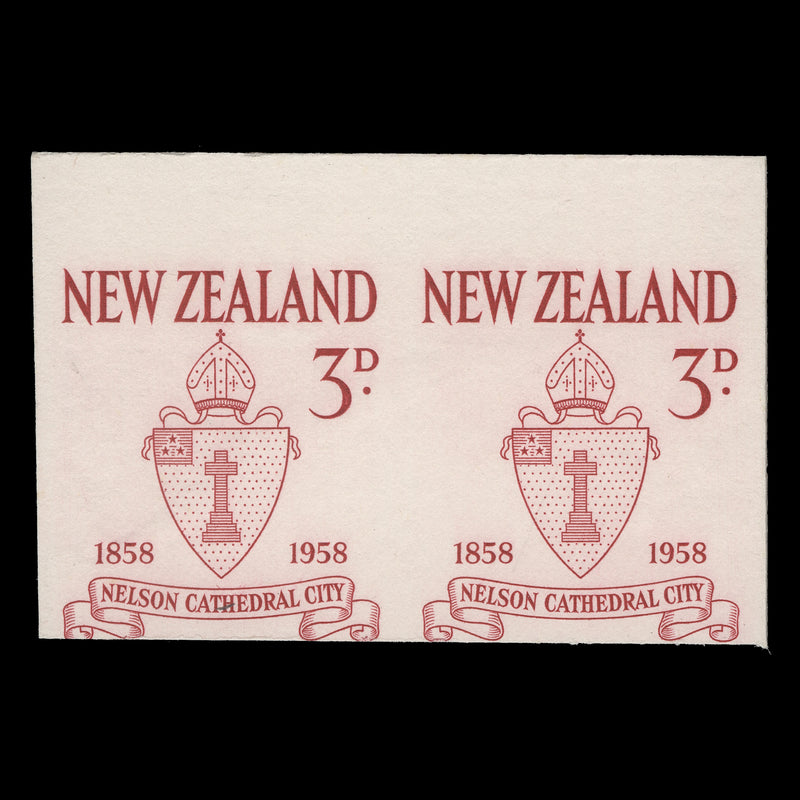 NEW ZEALAND
3D.
1858 1958
NELSON CATHEDRAL CITY
NEW ZEALAND
3D.
1858 1958
NELSON CATHEDRAL CITY